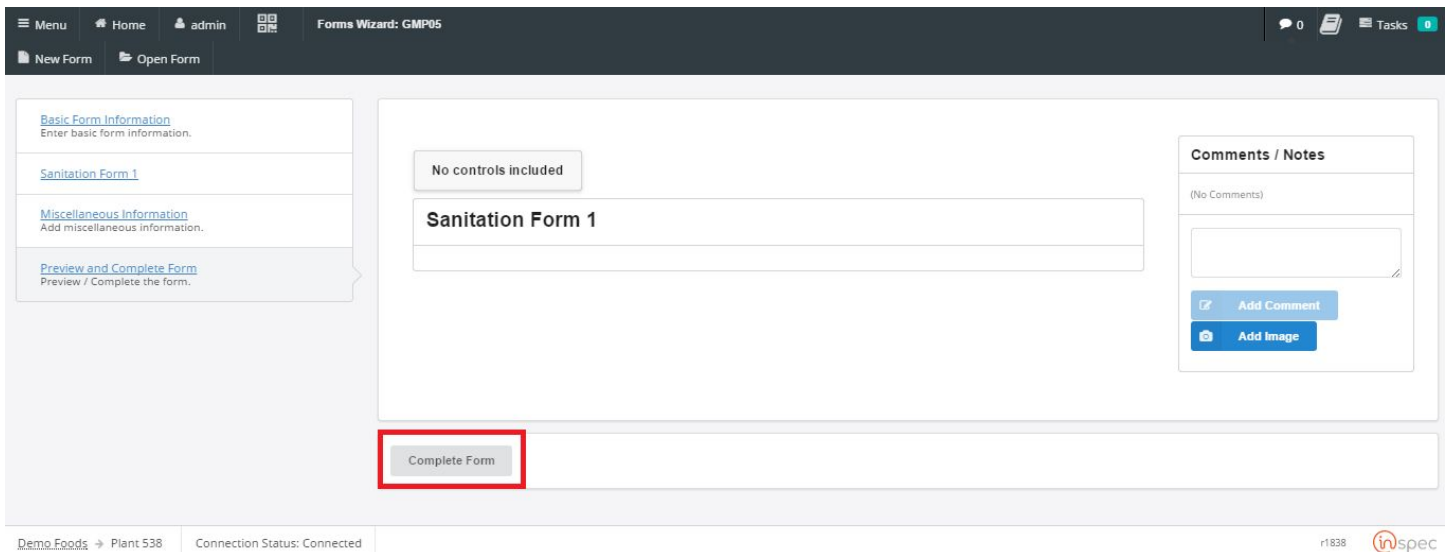 Menu Home admin Forms Wizard: GMP05 0 Tasks 0
New Form Open Form
Basic Form Information
Enter basic form information.
Sanitation Form 1
Miscellaneous Information
Add miscellaneous information.
Preview and Complete Form
Preview / Complete the form.
No controls included
Sanitation Form 1
Comments / Notes
(No Comments)
Add Comment
Add Image
Complete Form
Demo Foods → Plant 538 Connection Status: Connected r1838 inspec